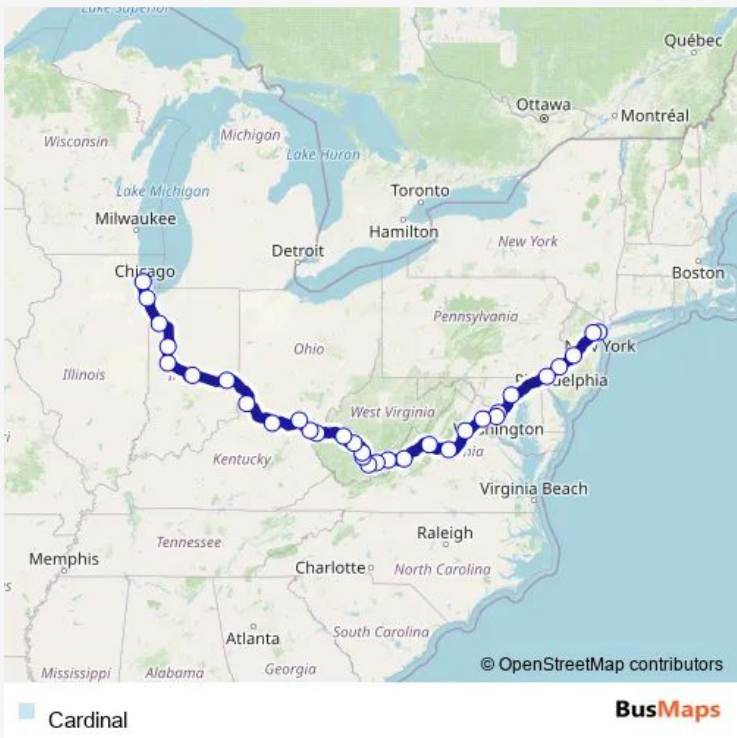 Lake Superior
Québec
Ottawa
Montréal
Wisconsin
Michigan
Lake Huron
Lake Michigan
Toronto
Milwaukee
Hamilton
New York
Detroit
Chicago
Boston
Pennsylvania
Ohio
New York
Illinois
Philadelphia
West Virginia
Washington
Kentucky
nia
Virginia Beach
Raleigh
Tennessee
Memphis
Charlotte
North Carolina
South Carolina
Atlanta
Mississippi
Alabama
Georgia
© OpenStreetMap contributors
Cardinal
BusMaps